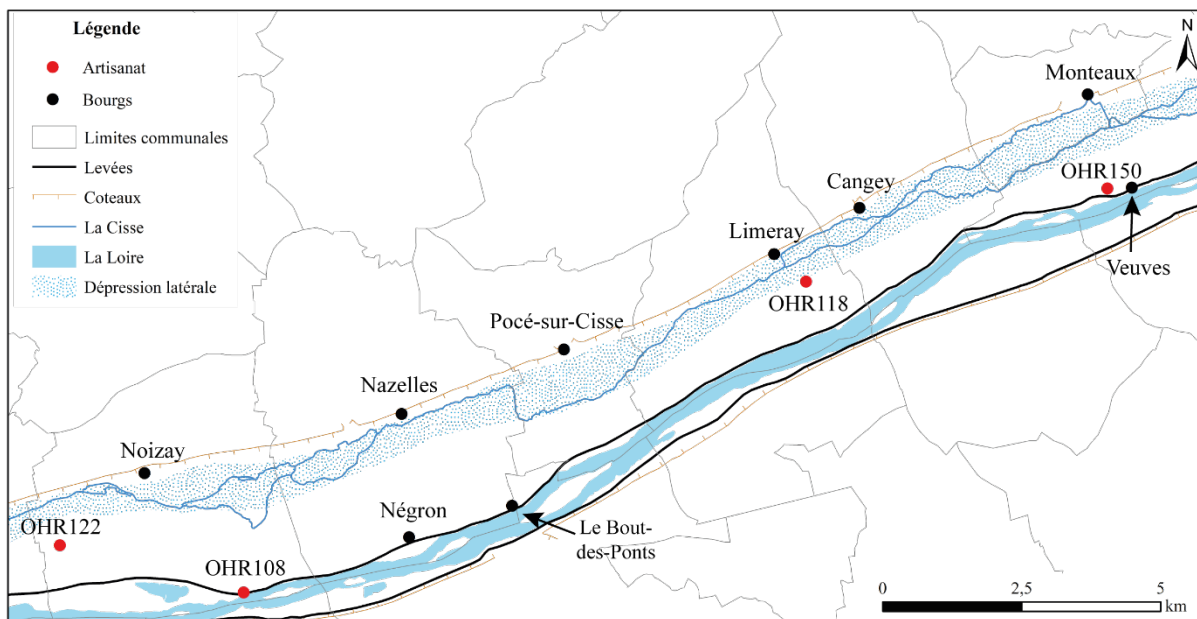 Légende
Artisanat
Bourgs
Limites communales
Levées
Coteaux
La Cisse
La Loire
Dépression latérale
N
Monteaux
OHR150
Cangey
Limeray
Veuves
OHR118
Pocé-sur-Cisse
Nazelles
Noizay
Négron
Le Bout-
des-Ponts
OHR122
OHR108
0 2,5 5
km